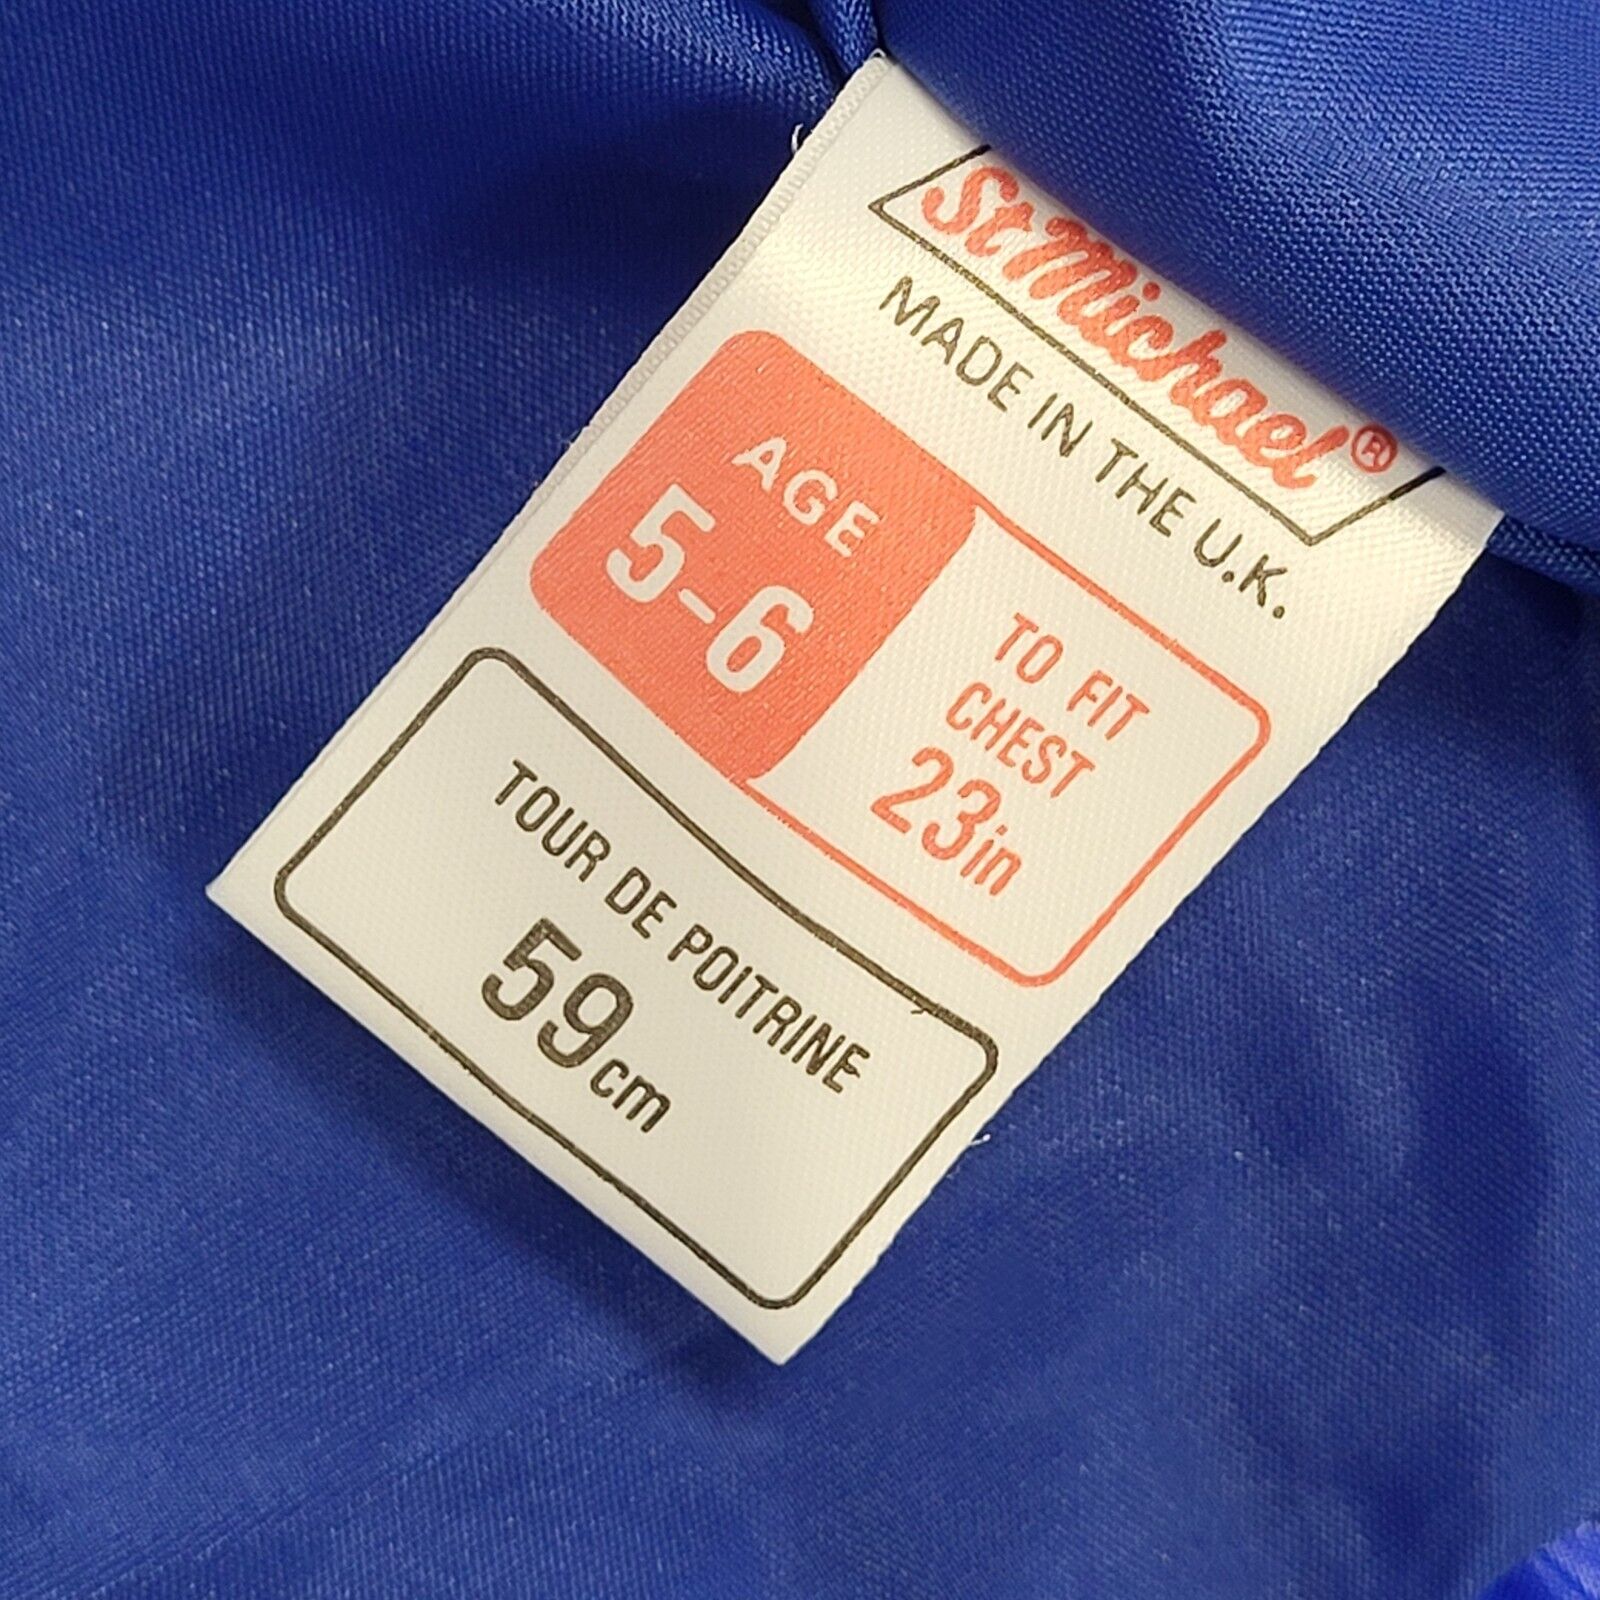 St Michael®
MADE IN THE U.K.
AGE
5-6
TO FIT
CHEST
23in
TOUR DE POITRINE
59cm